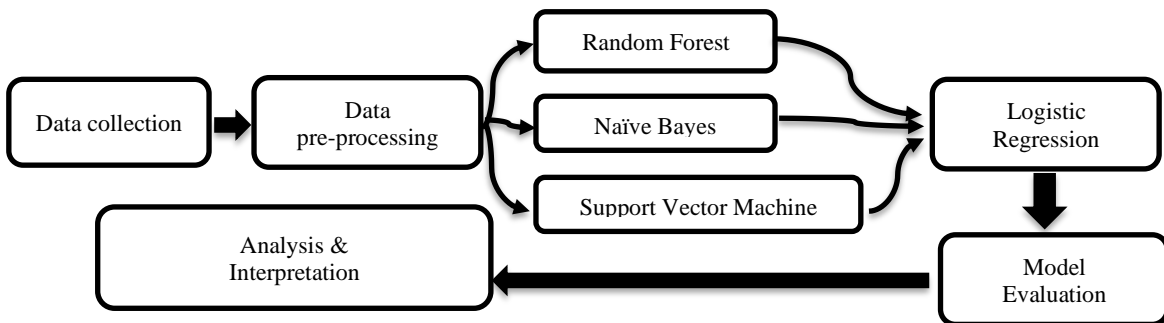 Data collection
Data
pre-processing
Random Forest
Naïve Bayes
Support Vector Machine
Logistic
Regression
Model
Evaluation
Analysis &
Interpretation